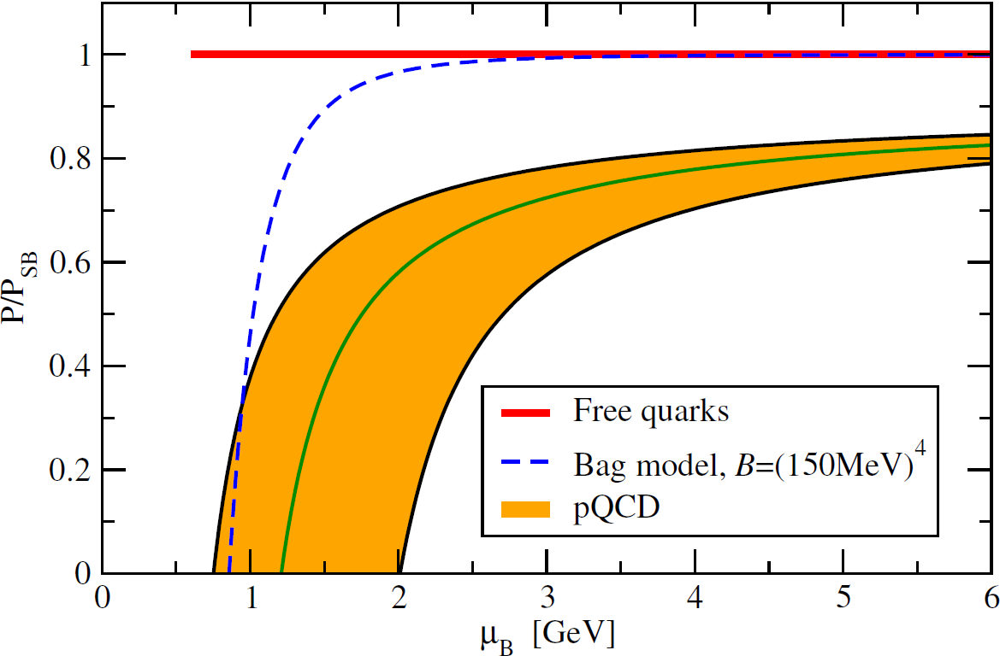 P/P_SB
1
0.8
0.6
0.4
0.2
0
0 1 2 3 4 5 6
μ_B [GeV]
Free quarks
Bag model, B=(150MeV)^4
pQCD